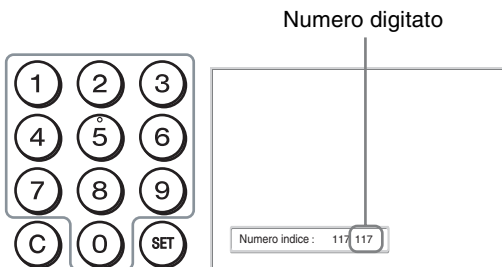 Numero digitato
1 2 3
4 5 6
7 8 9
C 0 SET
Numero indice : 117 117